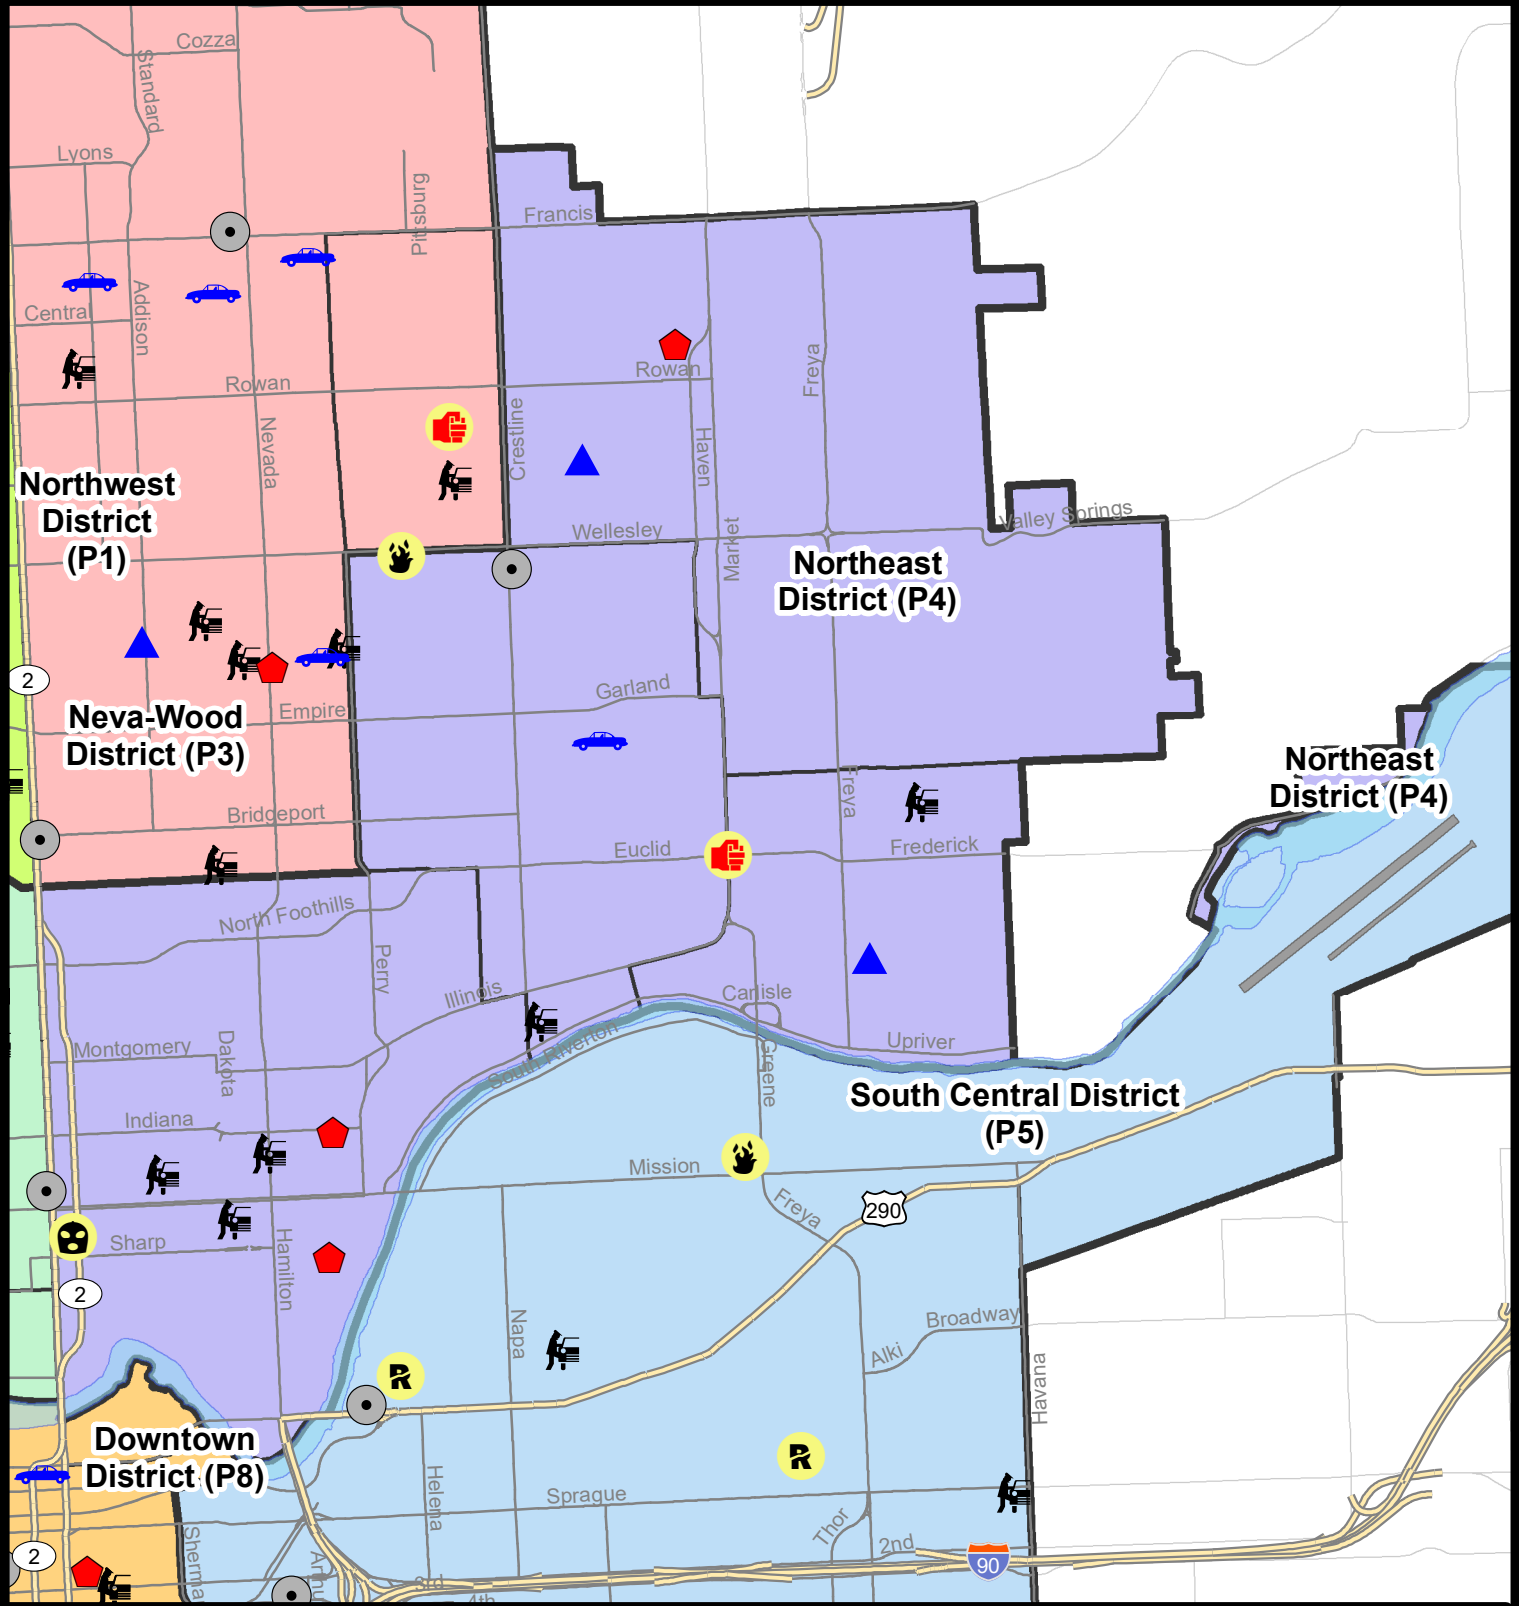 Cozza
Standard
Lyons
Pittsburg
Francis
Central
Addison
Rowan
Rowan
Freya
Nevada
Crestline
Haven
Northwest
District
(P1)
Wellesley
Market
Valley Springs
Northeast
District (P4)
2
Neva-Wood
District (P3)
Empire
Garland
Northeast
District (P4)
Freya
Bridgeport
Euclid
Frederick
North Foothills
Perry
Illinois
Carlisle
Upriver
Montgomery
Dakota
South Riverton
Greene
South Central District
(P5)
Indiana
Mission
Freya
290
Sharp
Hamilton
2
Napa
Broadway
Alki
Havana
Downtown
District (P8)
Helena
Sprague
Thor
2nd
2
90
3rd
4th